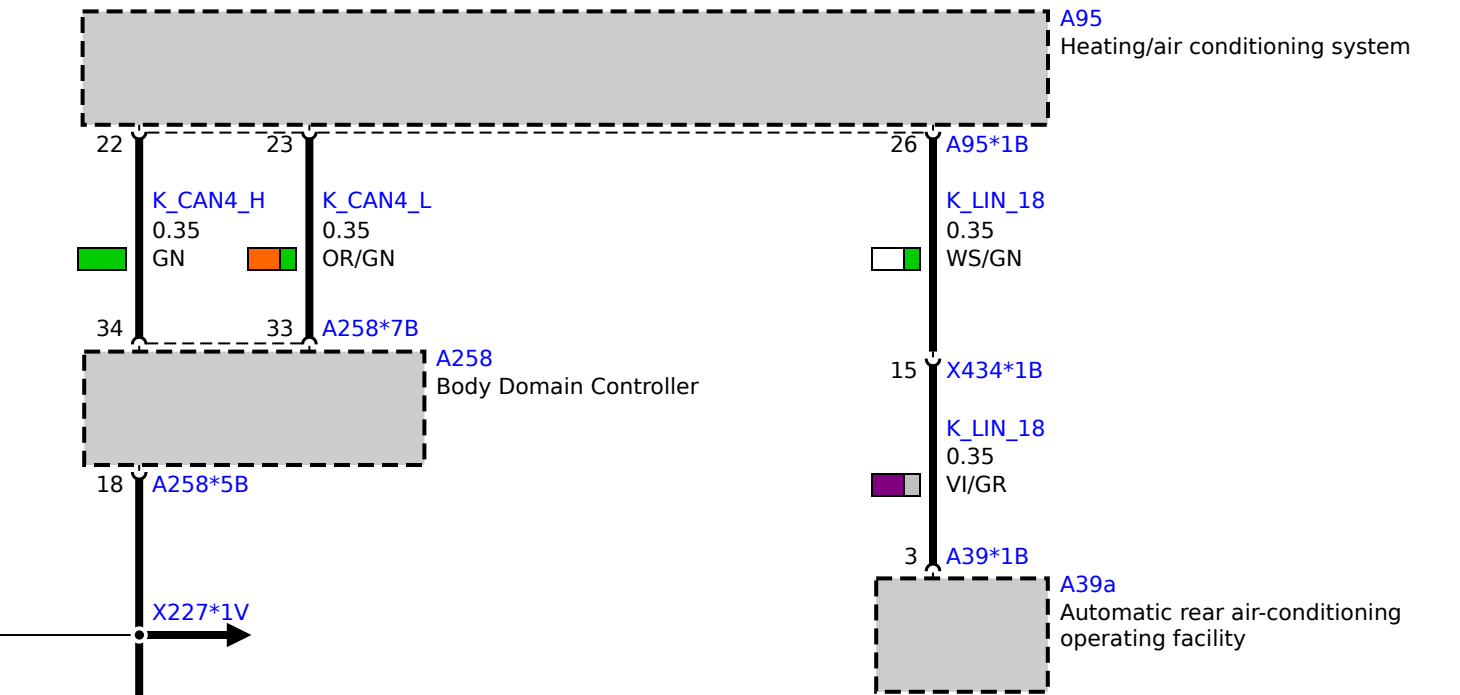 A95
Heating/air conditioning system
22
23
26
A95*1B
K_CAN4_H
0.35
GN
K_CAN4_L
0.35
OR/GN
K_LIN_18
0.35
WS/GN
34
33
A258*7B
A258
Body Domain Controller
15
X434*1B
K_LIN_18
0.35
VI/GR
18
A258*5B
3
A39*1B
A39a
Automatic rear air-conditioning
operating facility
X227*1V